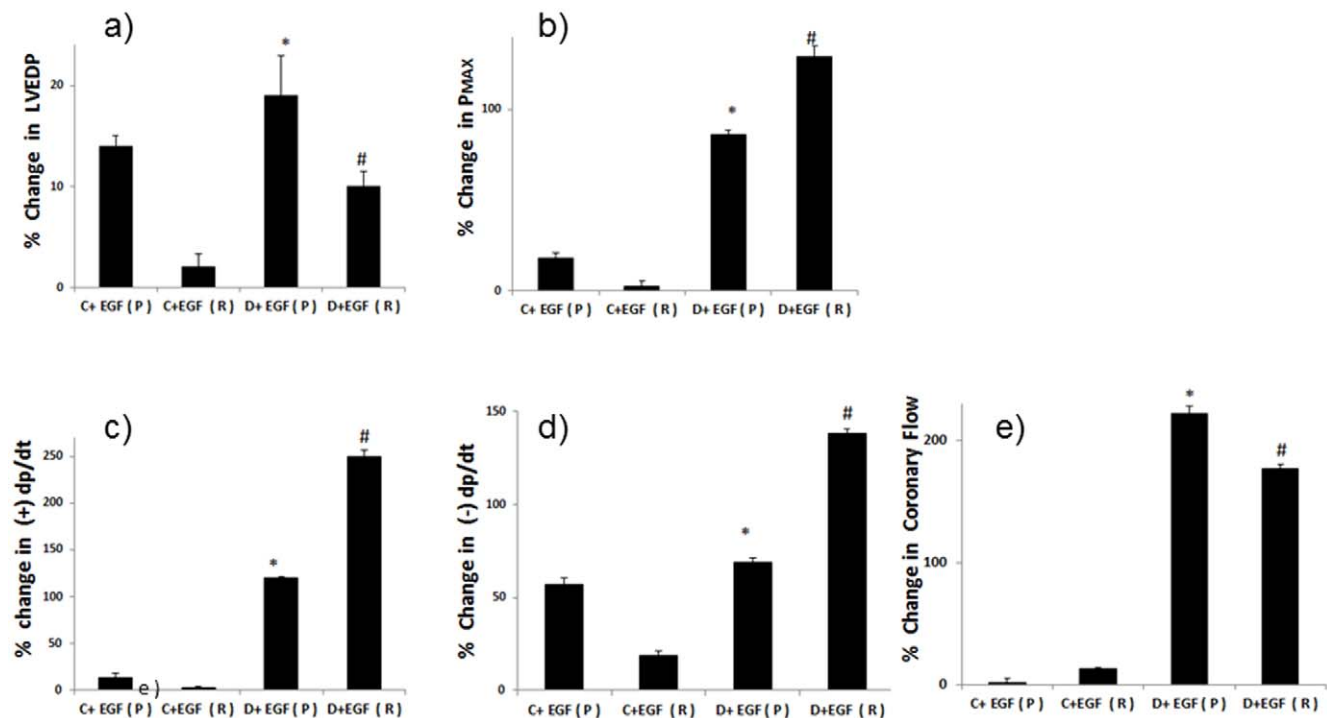 a)
% Change in LVEDP
20
10
0
*
#
C+ EGF ( P )
C+EGF ( R )
D+ EGF ( P )
D+EGF ( R )
b)
% Change in PMAX
100
0
*
#
C+ EGF ( P )
C+EGF ( R )
D+ EGF ( P )
D+EGF ( R )
c)
% change in (+) dp/dt
250
200
150
100
50
0
*
#
e)
C+ EGF ( P )
C+EGF ( R )
D+ EGF ( P )
D+EGF ( R )
d)
% Change in (-) dp/dt
150
100
50
0
*
#
C+ EGF ( P )
C+EGF ( R )
D+ EGF ( P )
D+EGF ( R )
e)
% Change in Coronary Flow
200
100
0
*
#
C+ EGF ( P )
C+EGF ( R )
D+ EGF ( P )
D+EGF ( R )